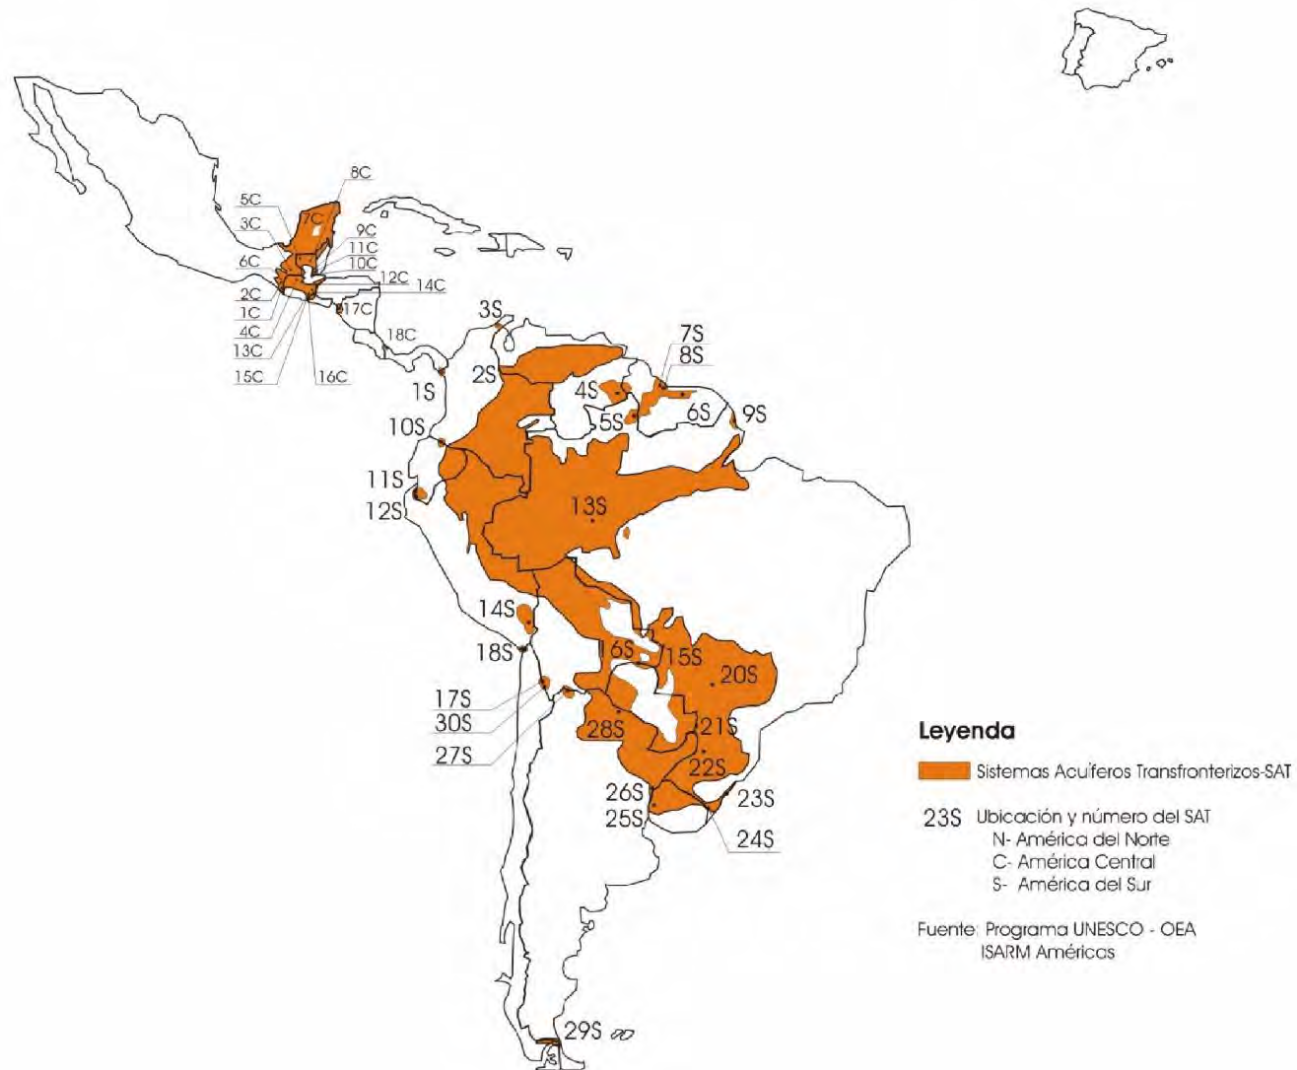 8C
5C
7C
3C
9C
11C
6C
10C
12C
2C
14C
1C
17C
4C
18C
13C
15C
16C
3S
7S
8S
2S
1S
4S
6S
5S
9S
10S
11S
12S
13S
14S
16S
15S
18S
20S
17S
30S
28S
21S
27S
22S
26S
23S
25S
24S
29S
Leyenda
Sistemas Acuíferos Transfronterizos-SAT
23S Ubicación y número del SAT
N- América del Norte
C- América Central
S- América del Sur
Fuente: Programa UNESCO - OEA
ISARM Américas